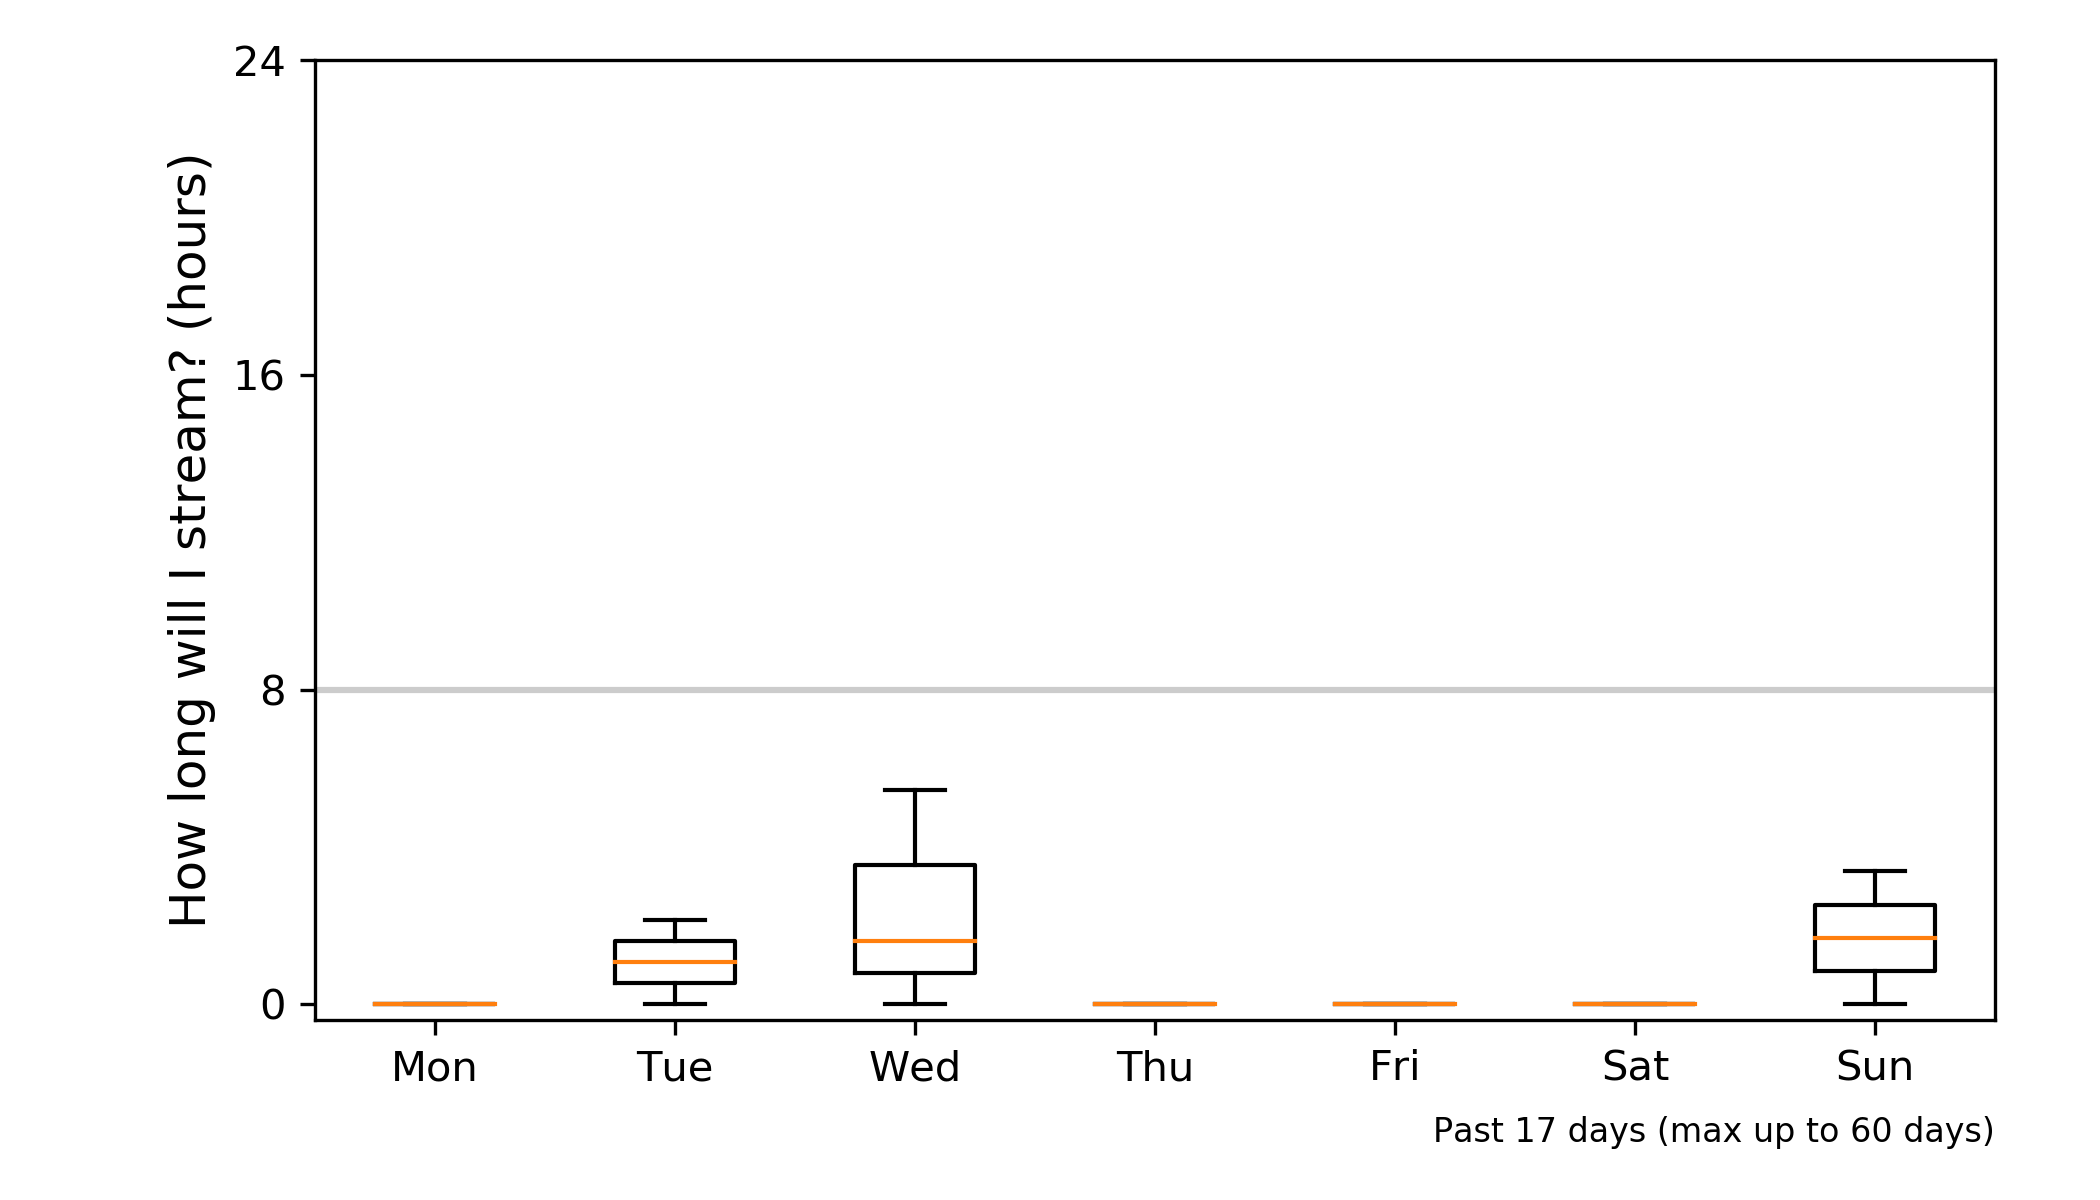 How long will I stream? (hours)
24
16
8
0
Mon Tue Wed Thu Fri Sat Sun
Past 17 days (max up to 60 days)